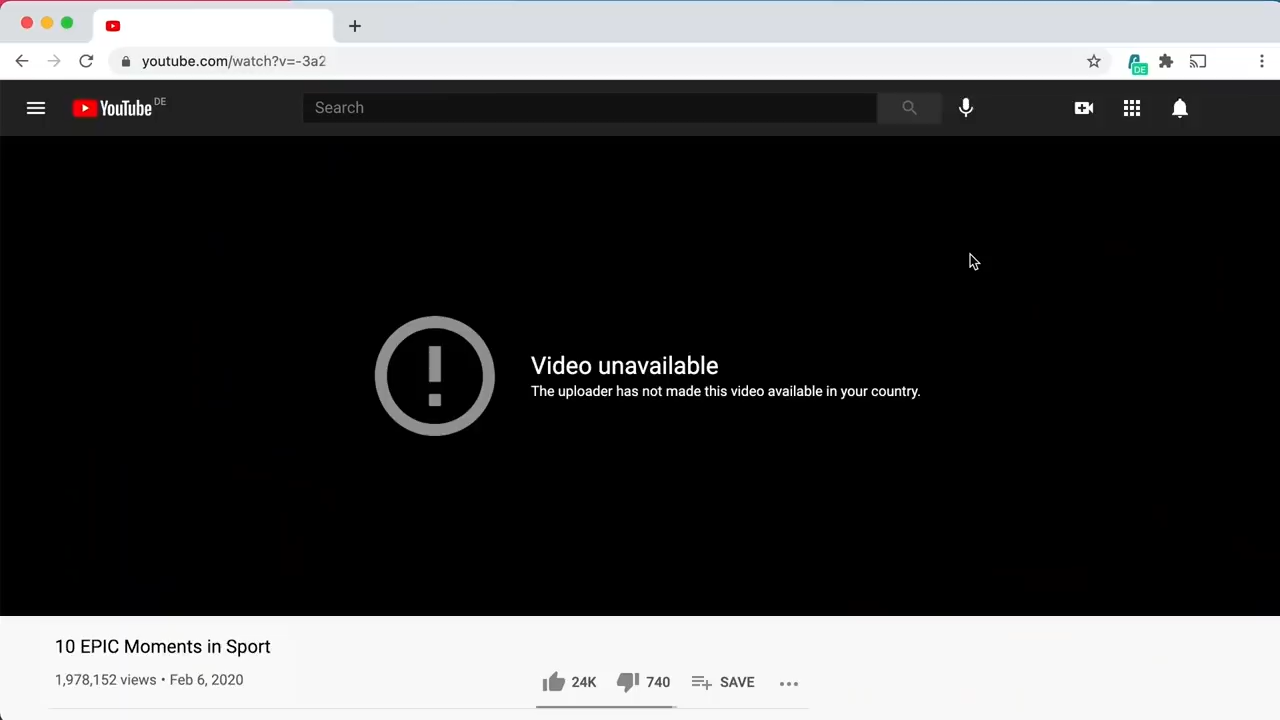 youtube.com/watch?v=-3a2
DE
YouTube DE
Search
Video unavailable
The uploader has not made this video available in your country.
10 EPIC Moments in Sport
1,978,152 views • Feb 6, 2020
24K 740 SAVE